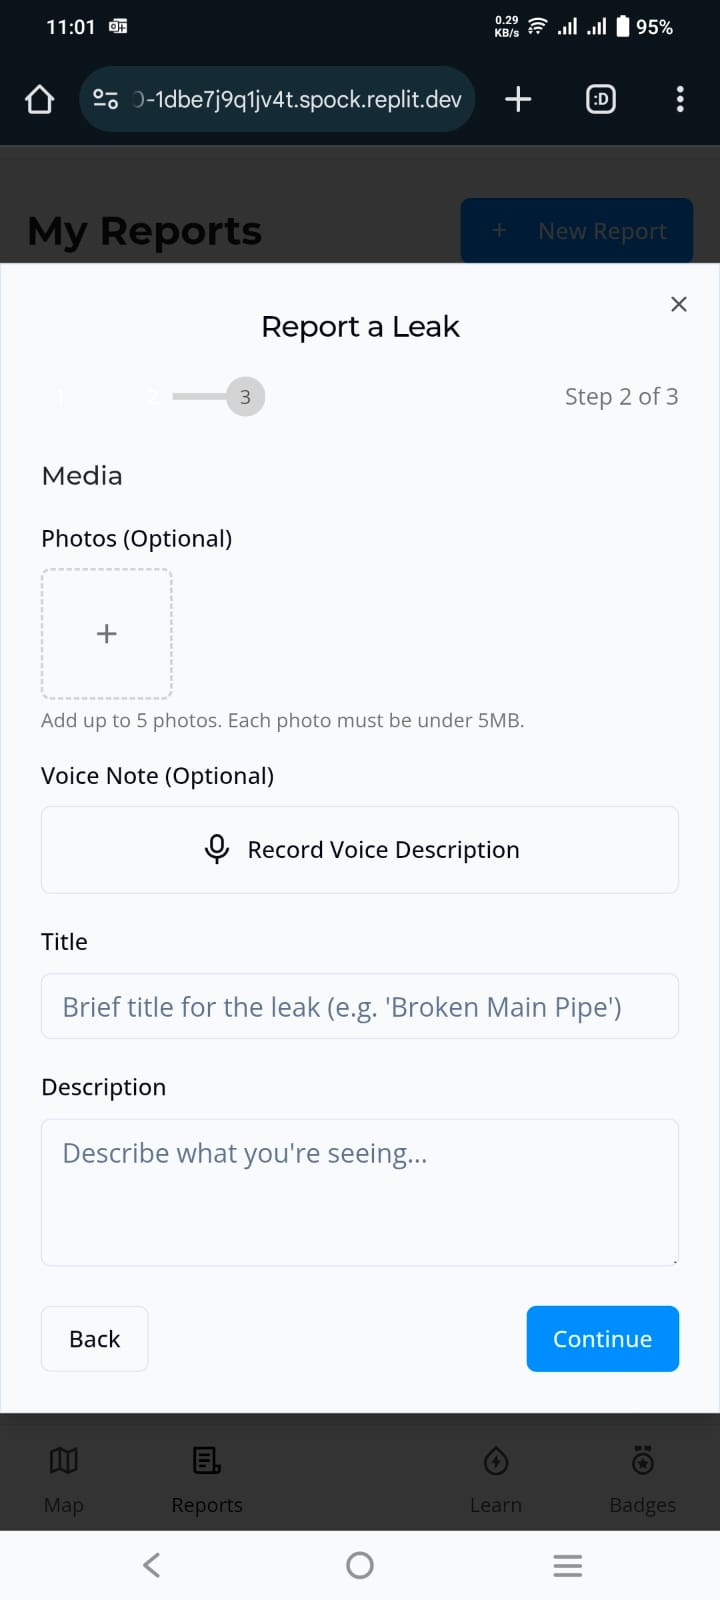 11:01
0.29
KB/s
95%
-1dbe7j9q1jv4t.spock.replit.dev
:D
My Reports
+ New Report
Report a Leak
1 2 3 Step 2 of 3
Media
Photos (Optional)
+
Add up to 5 photos. Each photo must be under 5MB.
Voice Note (Optional)
Record Voice Description
Title
Brief title for the leak (e.g. 'Broken Main Pipe')
Description
Describe what you're seeing...
Back Continue
Map Reports Learn Badges